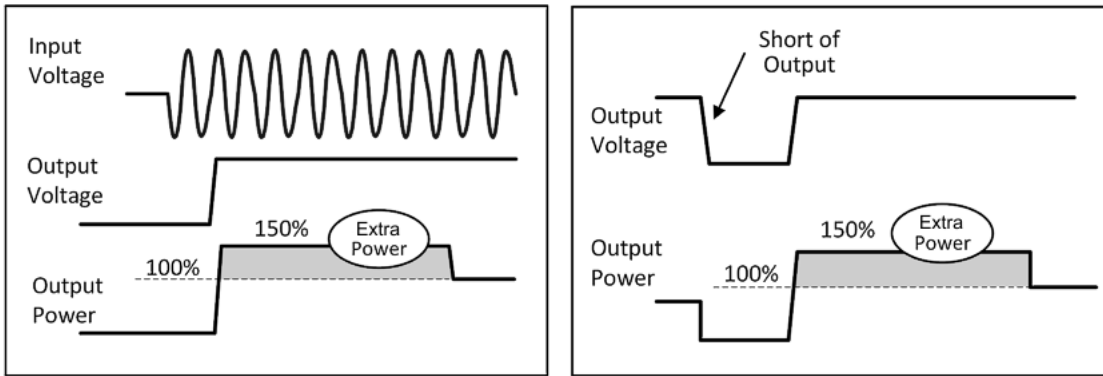 Input
Voltage
Output
Voltage
150%
Extra
Power
100%
Output
Power
Short of
Output
Output
Voltage
150%
Extra
Power
Output
Power
100%